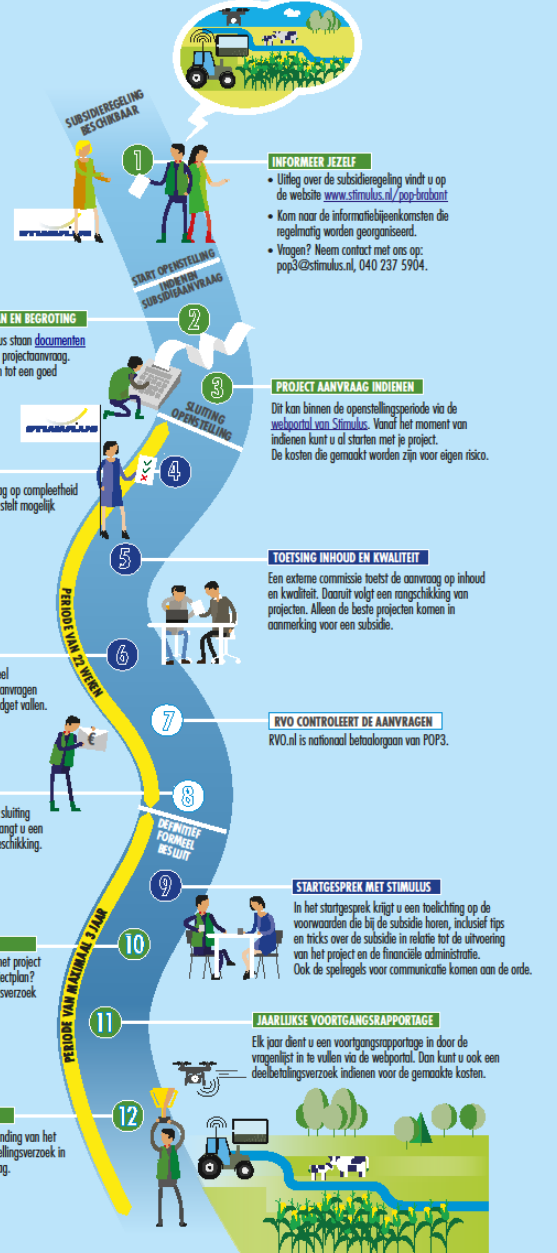 SUBSIDIEREGELING
BESCHIKBAAR
1
INFORMEER JEZELF
• Uitleg over de subsidieregeling vindt u op
de website www.stimulus.nl/pop-brabant
• Kom naar de informatiebijeenkomsten die
regelmatig worden georganiseerd.
• Vragen? Neem contact met ons op:
pop3@stimulus.nl, 040 237 5904.
STIMULUS
START OPENSTELLING
INDIENEN
SUBSIDIEAANVRAAG
2
AN EN BEGROTING
us staan documenten
projectaanvraag.
n tot een goed
3
PROJECT AANVRAAG INDIENEN
Dit kan binnen de openstellingsperiode via de
webportal van Stimulus. Vanaf het moment van
indienen kunt u al starten met je project.
De kosten die gemaakt worden zijn voor eigen risico.
SLUITING
OPENSTELLING
STIMULUS
4
ag op compleetheid
stelt mogelijk
5
TOETSING INHOUD EN KWALITEIT
Een externe commissie toetst de aanvraag op inhoud
en kwaliteit. Daaruit volgt een rangschikking van
projecten. Alleen de beste projecten komen in
aanmerking voor een subsidie.
PERIODE VAN 22 WEKEN
6
eel
anvragen
dget vallen.
7
RVO CONTROLEERT DE AANVRAGEN
RVO.nl is nationaal betaalorgaan van POP3.
€
8
sluiting
angt u een
eschikking.
DEFINITIEF
FORMEEL
BESLUIT
9
STARTGESPREK MET STIMULUS
In het startgesprek krijgt u een toelichting op de
voorwaarden die bij de subsidie horen, inclusief tips
en tricks over de subsidie in relatie tot de uitvoering
van het project en de financiële administratie.
Ook de spelregels voor communicatie komen aan de orde.
PERIODE VAN MAXIMAAL 3 JAAR
10
het project
ectplan?
gsverzoek
11
JAARLIJKSE VOORTGANGSRAPPORTAGE
Elk jaar dient u een voortgangsrapportage in door de
vragenlijst in te vullen via de webportal. Dan kunt u ook een
deelbetalingsverzoek indienen voor de gemaakte kosten.
12
nding van het
ellingsverzoek in
ag.